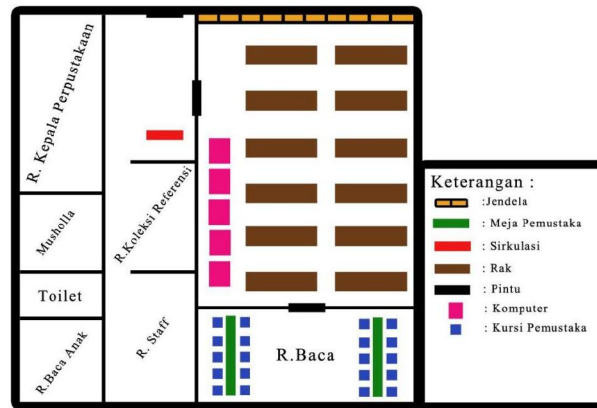 R. Kepala Perpustakaan
Musholla
Toilet
R.Baca Anak
R.Koleksi Referensi
R. Staff
R.Baca
Keterangan :
:Jendela
: Meja Pemustaka
: Sirkulasi
: Rak
: Pintu
: Komputer
: Kursi Pemustaka